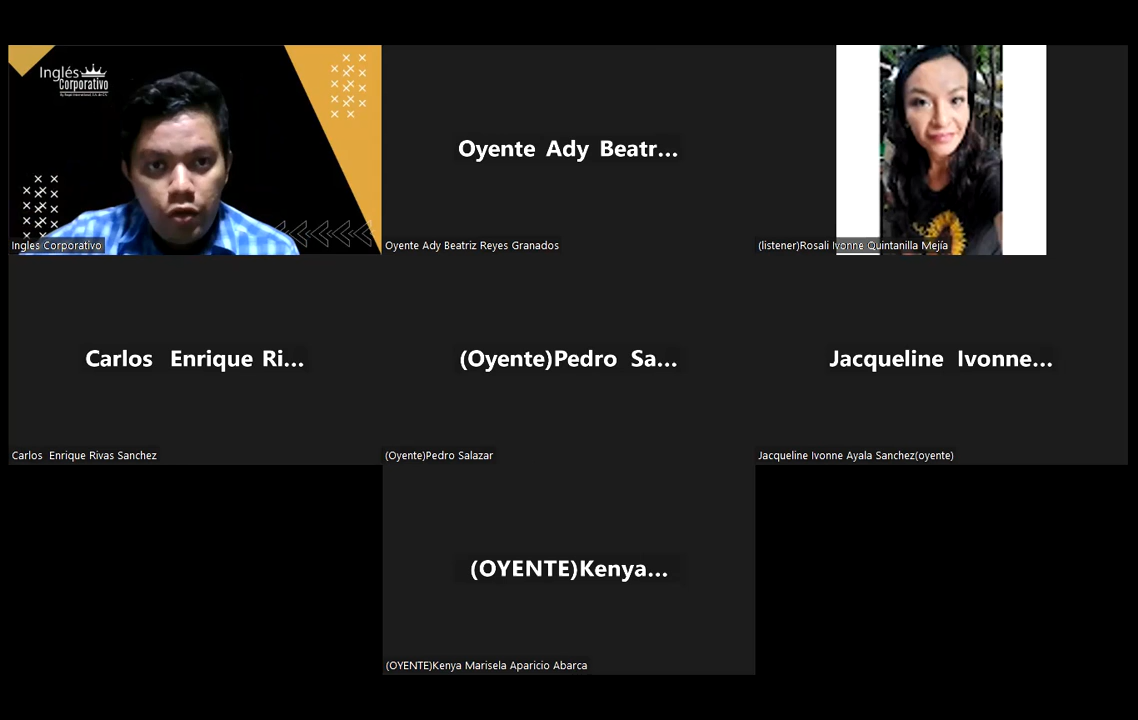 Inglés
Corporativo
Ingles Corporativo
Oyente Ady Beatr...
Oyente Ady Beatriz Reyes Granados
(listener)Rosali Ivonne Quintanilla Mejía
Carlos Enrique Ri...
Carlos Enrique Rivas Sanchez
(Oyente)Pedro Sa...
(Oyente)Pedro Salazar
Jacqueline Ivonne...
Jacqueline Ivonne Ayala Sanchez(oyente)
(OYENTE)Kenya...
(OYENTE)Kenya Marisela Aparicio Abarca